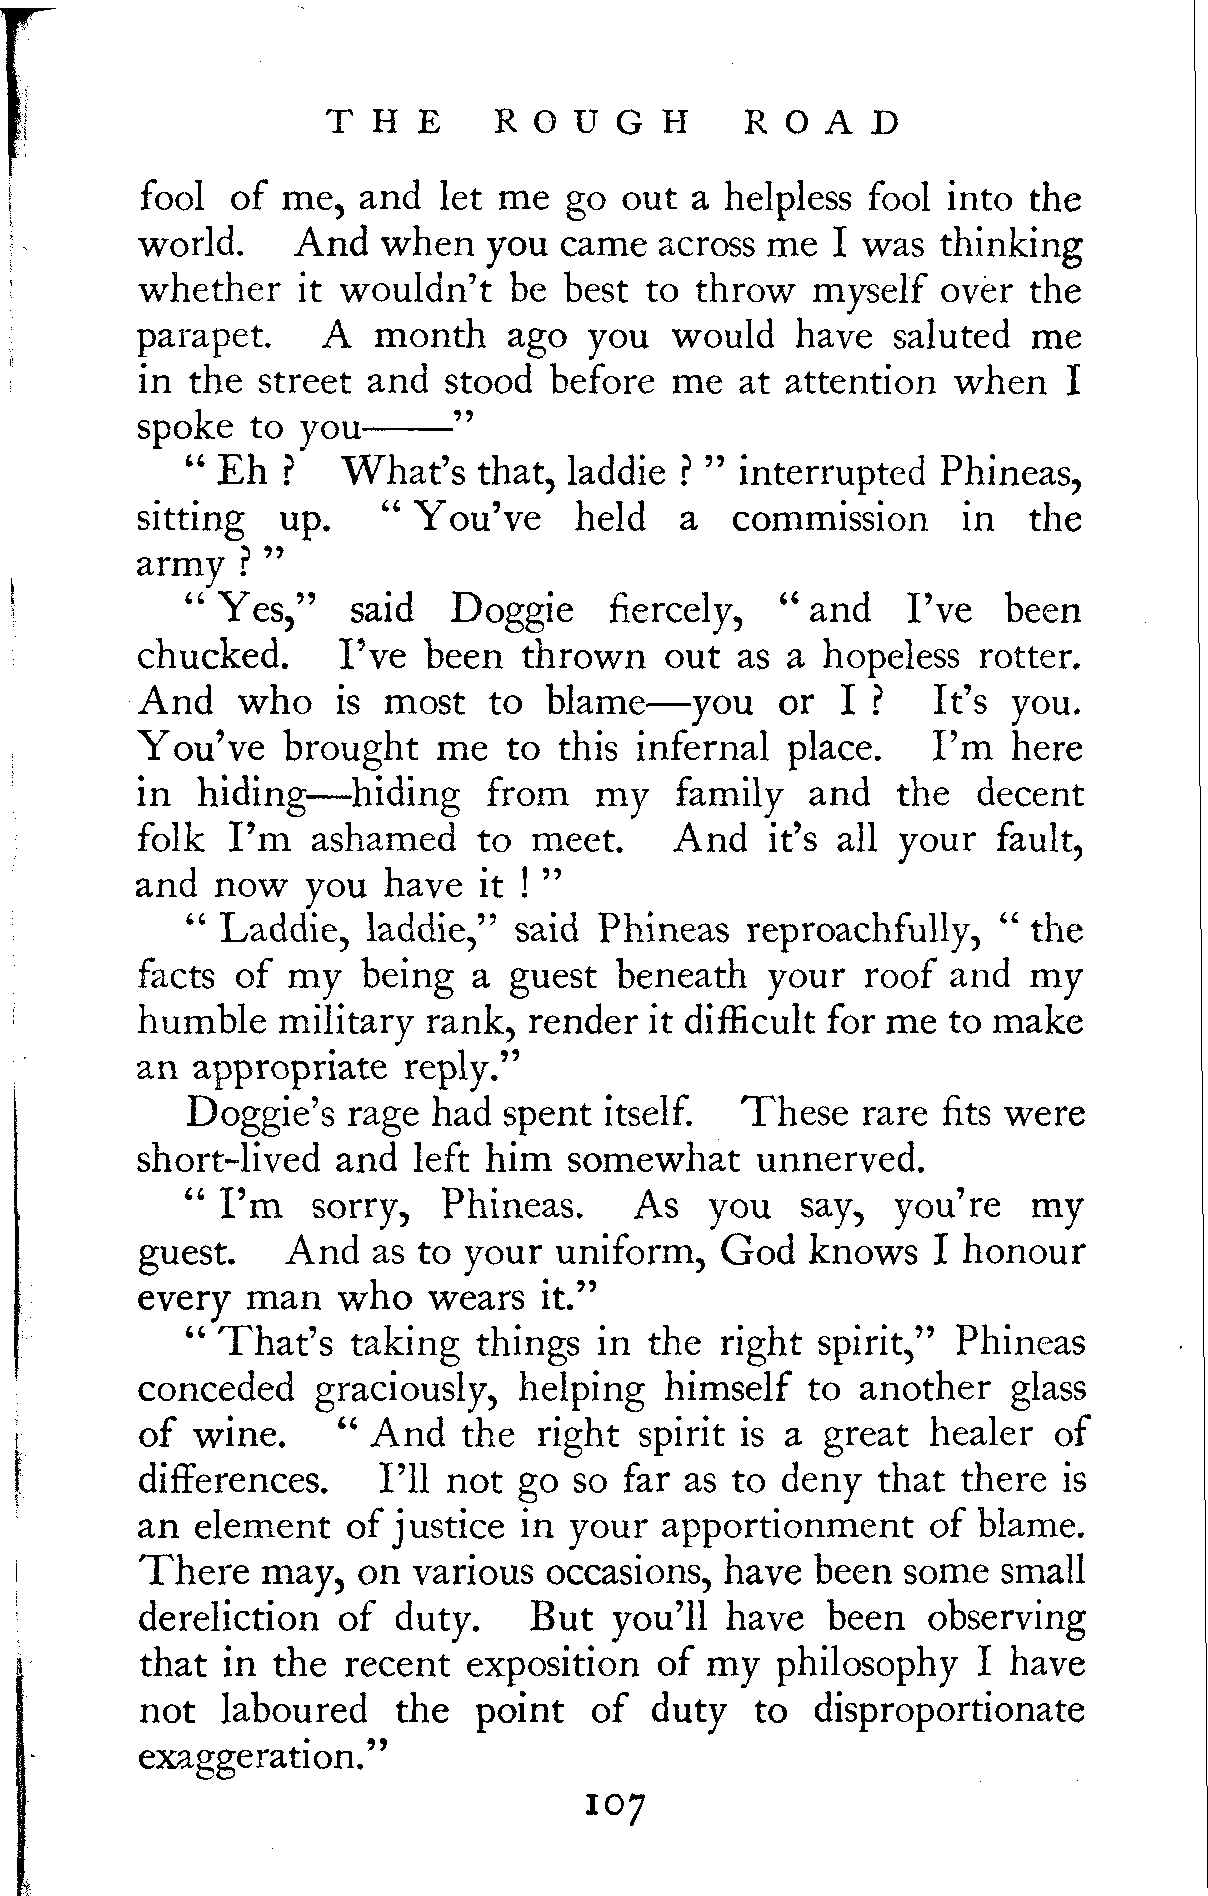 THE ROUGH ROAD
fool of me, and let me go out a helpless fool into the
world. And when you came across me I was thinking
whether it wouldn't be best to throw myself over the
parapet. A month ago you would have saluted me
in the street and stood before me at attention when I
spoke to you——"
" Eh ? What's that, laddie ? " interrupted Phineas,
sitting up. " You've held a commission in the
army ? "
" Yes," said Doggie fiercely, " and I've been
chucked. I've been thrown out as a hopeless rotter.
And who is most to blame—you or I ? It's you.
You've brought me to this infernal place. I'm here
in hiding—hiding from my family and the decent
folk I'm ashamed to meet. And it's all your fault,
and now you have it ! "
" Laddie, laddie," said Phineas reproachfully, " the
facts of my being a guest beneath your roof and my
humble military rank, render it difficult for me to make
an appropriate reply."
Doggie's rage had spent itself. These rare fits were
short-lived and left him somewhat unnerved.
" I'm sorry, Phineas. As you say, you're my
guest. And as to your uniform, God knows I honour
every man who wears it."
" That's taking things in the right spirit," Phineas
conceded graciously, helping himself to another glass
of wine. " And the right spirit is a great healer of
differences. I'll not go so far as to deny that there is
an element of justice in your apportionment of blame.
There may, on various occasions, have been some small
dereliction of duty. But you'll have been observing
that in the recent exposition of my philosophy I have
not laboured the point of duty to disproportionate
exaggeration."
107